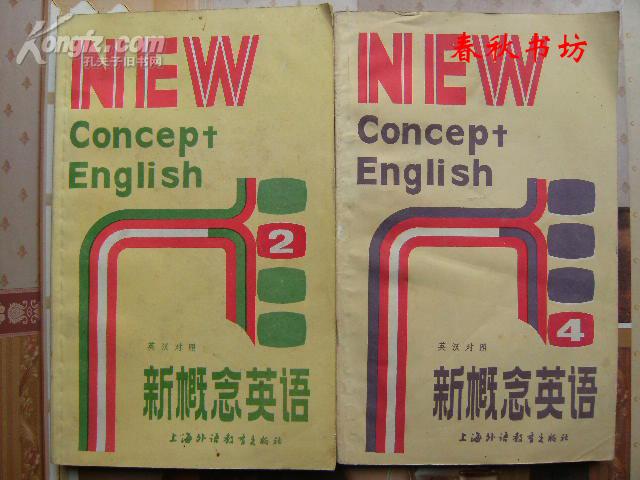 Kongfz.com
孔夫子旧书网
NEW
Concept
English
2
英汉对照
新概念英语
上海外语教育出版社
春秋书坊
NEW
Concept
English
4
英汉对照
新概念英语
上海外语教育出版社